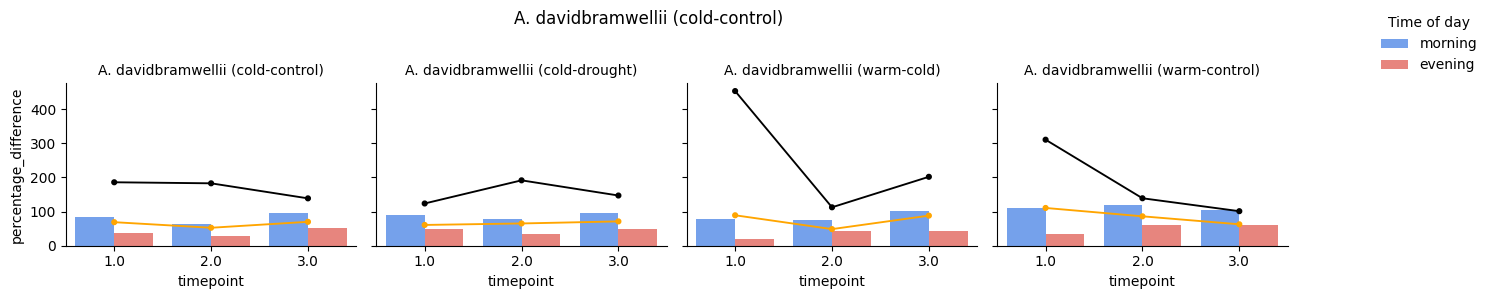 A. davidbramwellii (cold-control)
Time of day
morning
evening
A. davidbramwellii (cold-control)
A. davidbramwellii (cold-drought)
A. davidbramwellii (warm-cold)
A. davidbramwellii (warm-control)
percentage_difference
400
300
200
100
0
1.0 2.0 3.0
1.0 2.0 3.0
1.0 2.0 3.0
1.0 2.0 3.0
timepoint
timepoint
timepoint
timepoint